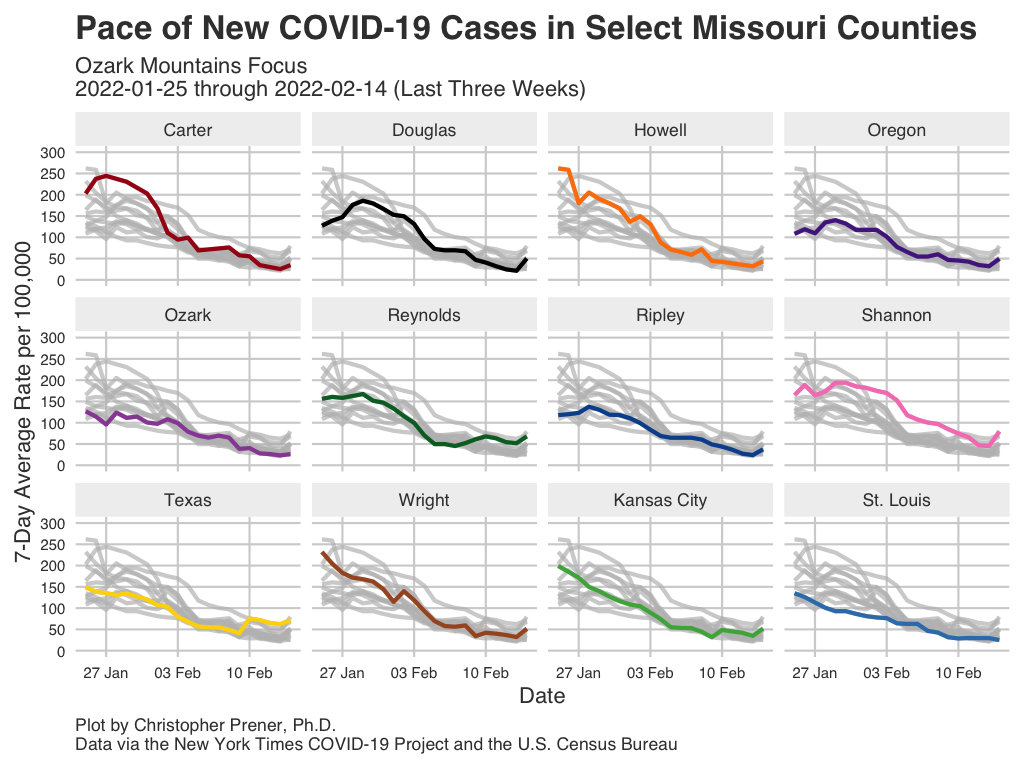 Pace of New COVID-19 Cases in Select Missouri Counties
Ozark Mountains Focus
2022-01-25 through 2022-02-14 (Last Three Weeks)
Carter Douglas Howell Oregon
300
250
200
150
100
50
0
Ozark Reynolds Ripley Shannon
300
250
200
150
100
50
0
Texas Wright Kansas City St. Louis
300
250
200
150
100
50
0
7-Day Average Rate per 100,000
27 Jan 03 Feb 10 Feb 27 Jan 03 Feb 10 Feb 27 Jan 03 Feb 10 Feb 27 Jan 03 Feb 10 Feb
Date
Plot by Christopher Prener, Ph.D.
Data via the New York Times COVID-19 Project and the U.S. Census Bureau